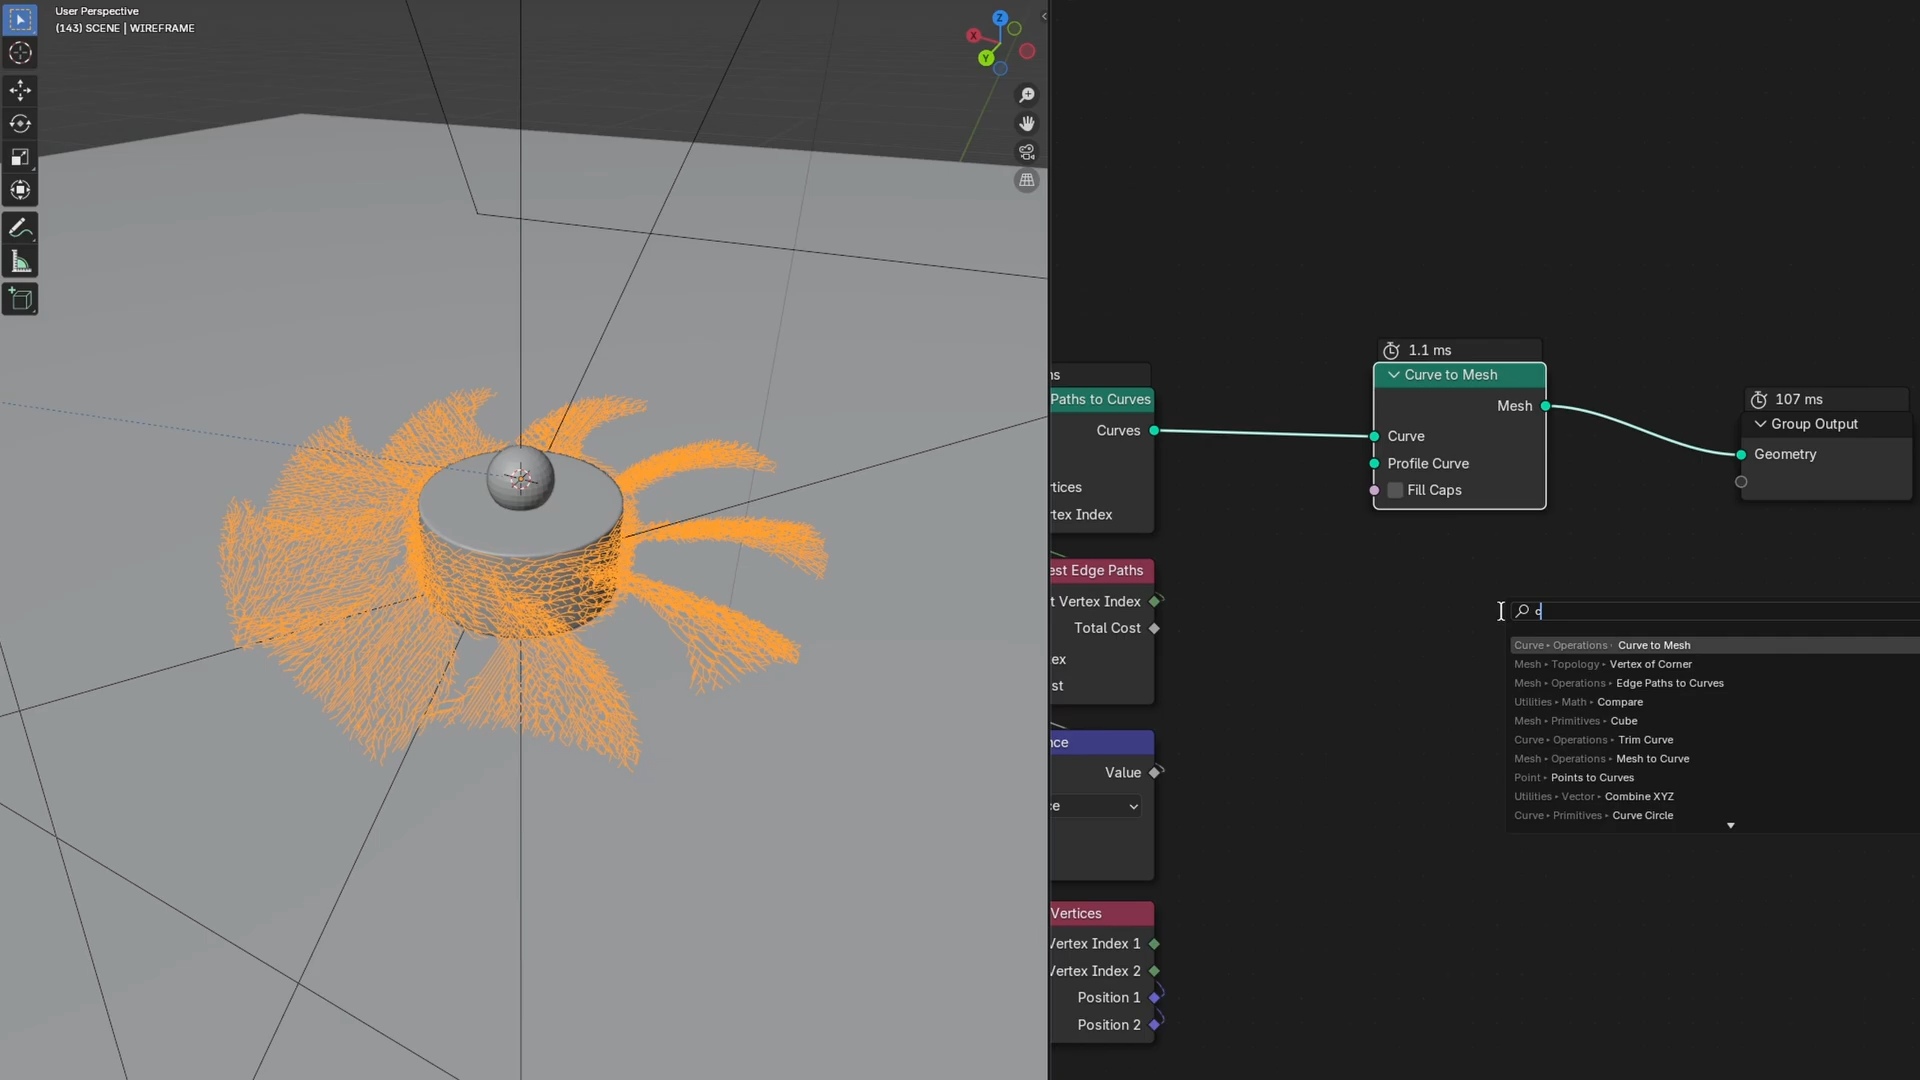 User Perspective
(143) SCENE | WIREFRAME
Z
X
Y
1.1 ms
Curve to Mesh
Mesh
Curve
Profile Curve
Fill Caps
107 ms
Group Output
Geometry
ms
Paths to Curves
Curves
rtices
rtex Index
est Edge Paths
t Vertex Index
Total Cost
ex
st
nce
Value
ce
Vertices
Vertex Index 1
Vertex Index 2
Position 1
Position 2
c
Curve ▸ Operations ▸ Curve to Mesh
Mesh ▸ Topology ▸ Vertex of Corner
Mesh ▸ Operations ▸ Edge Paths to Curves
Utilities ▸ Math ▸ Compare
Mesh ▸ Primitives ▸ Cube
Curve ▸ Operations ▸ Trim Curve
Mesh ▸ Operations ▸ Mesh to Curve
Point ▸ Points to Curves
Utilities ▸ Vector ▸ Combine XYZ
Curve ▸ Primitives ▸ Curve Circle